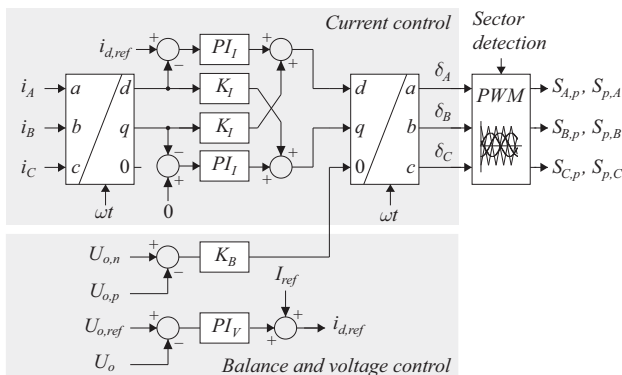 Current control
Sector
detection
i_{d,ref}
+
−
PI_I
+
+
i_A
a
d
K_I
d
a
δ_A
PWM
S_{A,p}, S_{p,A}
i_B
b
q
K_I
q
b
δ_B
S_{B,p}, S_{p,B}
−
+
PI_I
+
+
i_C
c
0
0
c
δ_C
S_{C,p}, S_{p,C}
ωt
0
ωt
U_{o,n}
+
−
K_B
U_{o,p}
I_{ref}
U_{o,ref}
+
−
PI_V
+
+
i_{d,ref}
U_o
Balance and voltage control